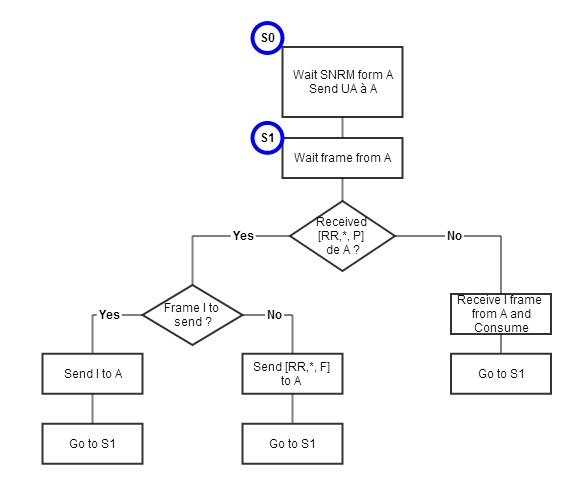 S0
Wait SNRM form A
Send UA à A
S1
Wait frame from A
Received
[RR,*, P]
de A ?
Yes
No
Frame I to
send ?
Yes
No
Receive I frame
from A and
Consume
Send I to A
Send [RR,*, F]
to A
Go to S1
Go to S1
Go to S1